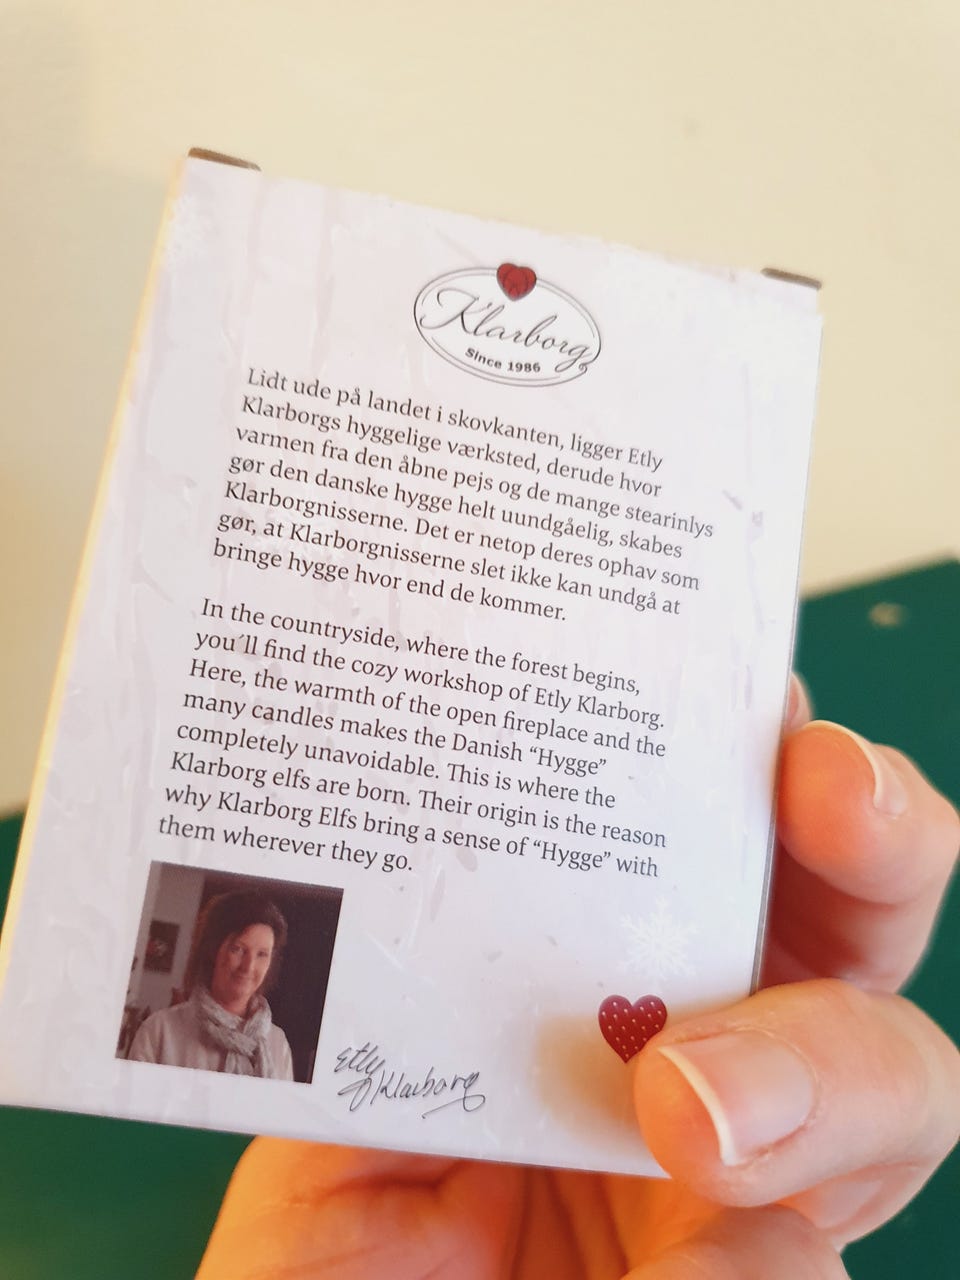 Klarborg
Since 1986
Lidt ude på landet i skovkanten, ligger Etly
Klarborgs hyggelige værksted, derude hvor
varmen fra den åbne pejs og de mange stearinlys
gør den danske hygge helt uundgåelig, skabes
Klarborgnisserne. Det er netop deres ophav som
gør, at Klarborgnisserne slet ikke kan undgå at
bringe hygge hvor end de kommer.
In the countryside, where the forest begins,
you´ll find the cozy workshop of Etly Klarborg.
Here, the warmth of the open fireplace and the
many candles makes the Danish “Hygge”
completely unavoidable. This is where the
Klarborg elfs are born. Their origin is the reason
why Klarborg Elfs bring a sense of “Hygge” with
them wherever they go.
Etly
Klarborg